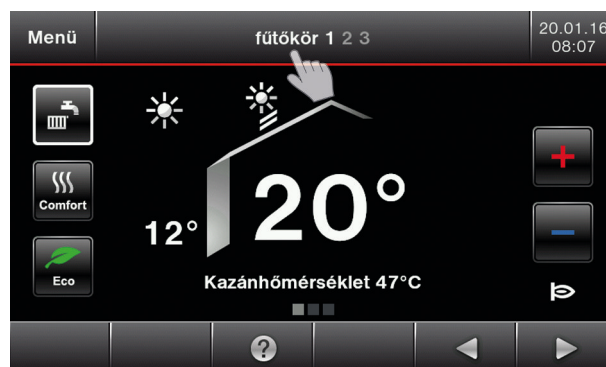 Menü
fűtőkör 1 2 3
20.01.16
08:07
Comfort
12°
20°
+
−
Eco
Kazánhőmérséklet 47°C
?